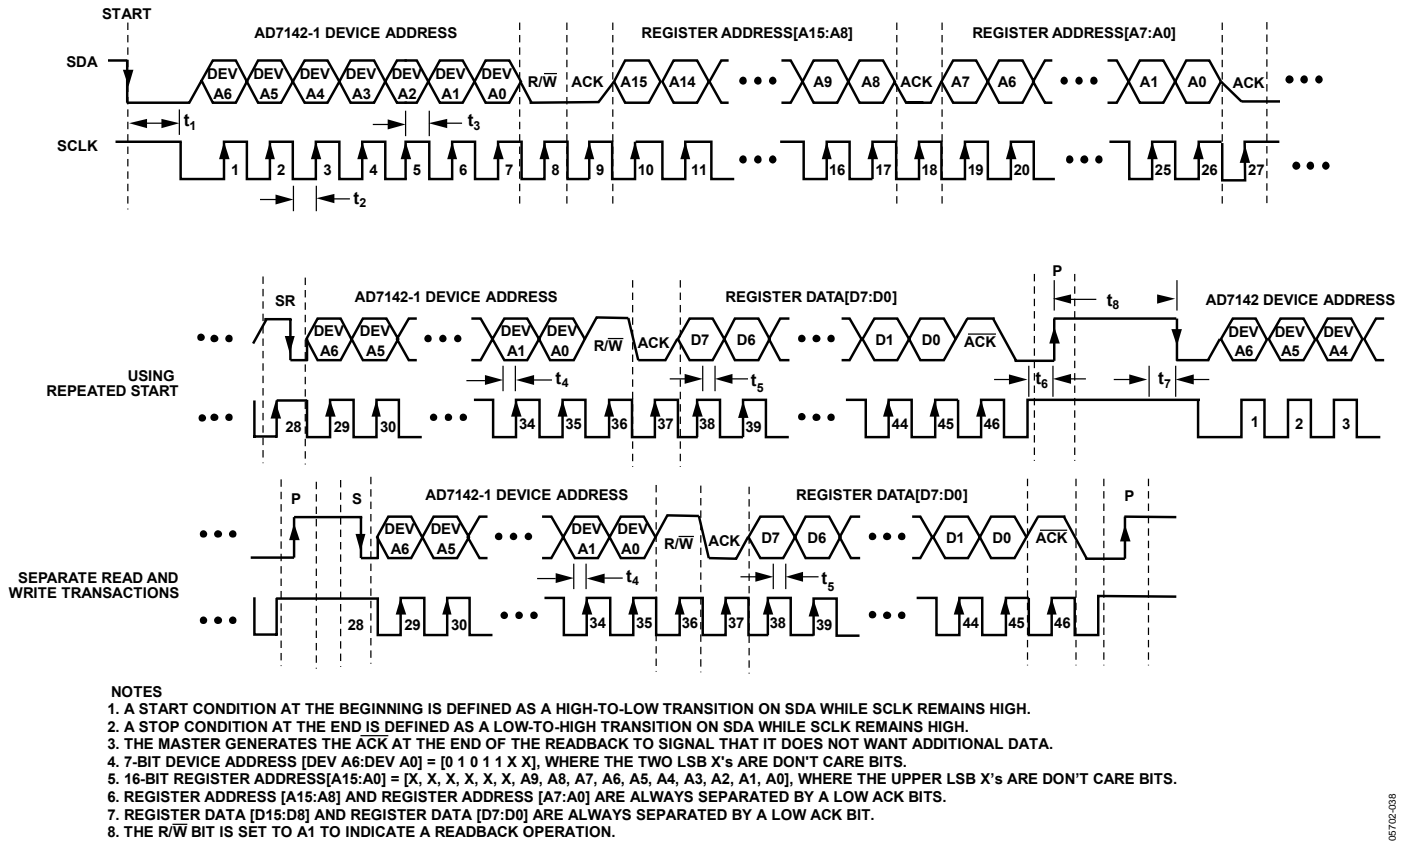 START
AD7142-1 DEVICE ADDRESS
REGISTER ADDRESS[A15:A8]
REGISTER ADDRESS[A7:A0]
SDA
DEV A6
DEV A5
DEV A4
DEV A3
DEV A2
DEV A1
DEV A0
R/W̅
ACK
A15
A14
A9
A8
ACK
A7
A6
A1
A0
ACK
t1
t3
SCLK
1
2
3
4
5
6
7
8
9
10
11
16
17
18
19
20
25
26
27
t2
P
SR
AD7142-1 DEVICE ADDRESS
REGISTER DATA[D7:D0]
t8
AD7142 DEVICE ADDRESS
DEV A6
DEV A5
DEV A1
DEV A0
R/W̅
ACK
D7
D6
D1
D0
A̅C̅K̅
DEV A6
DEV A5
DEV A4
USING
REPEATED START
t4
t5
t6
t7
28
29
30
34
35
36
37
38
39
44
45
46
1
2
3
P
S
AD7142-1 DEVICE ADDRESS
REGISTER DATA[D7:D0]
P
DEV A6
DEV A5
DEV A1
DEV A0
R/W̅
ACK
D7
D6
D1
D0
A̅C̅K̅
SEPARATE READ AND
WRITE TRANSACTIONS
t4
t5
28
29
30
34
35
36
37
38
39
44
45
46
NOTES
1. A START CONDITION AT THE BEGINNING IS DEFINED AS A HIGH-TO-LOW TRANSITION ON SDA WHILE SCLK REMAINS HIGH.
2. A STOP CONDITION AT THE END IS DEFINED AS A LOW-TO-HIGH TRANSITION ON SDA WHILE SCLK REMAINS HIGH.
3. THE MASTER GENERATES THE A̅C̅K̅ AT THE END OF THE READBACK TO SIGNAL THAT IT DOES NOT WANT ADDITIONAL DATA.
4. 7-BIT DEVICE ADDRESS [DEV A6:DEV A0] = [0 1 0 1 1 X X], WHERE THE TWO LSB X's ARE DON'T CARE BITS.
5. 16-BIT REGISTER ADDRESS[A15:A0] = [X, X, X, X, X, X, A9, A8, A7, A6, A5, A4, A3, A2, A1, A0], WHERE THE UPPER LSB X's ARE DON'T CARE BITS.
6. REGISTER ADDRESS [A15:A8] AND REGISTER ADDRESS [A7:A0] ARE ALWAYS SEPARATED BY A LOW ACK BITS.
7. REGISTER DATA [D15:D8] AND REGISTER DATA [D7:D0] ARE ALWAYS SEPARATED BY A LOW ACK BIT.
8. THE R/W̅ BIT IS SET TO A1 TO INDICATE A READBACK OPERATION.
05702-038